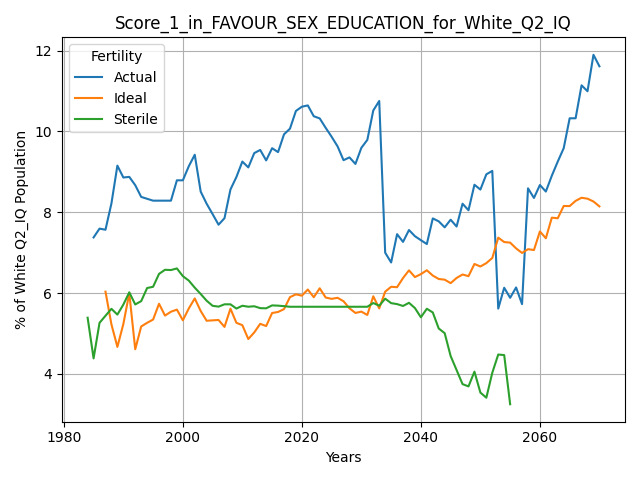 Score_1_in_FAVOUR_SEX_EDUCATION_for_White_Q2_IQ
Fertility
Actual
Ideal
Sterile
% of White Q2_IQ Population
12
10
8
6
4
1980 2000 2020 2040 2060
Years